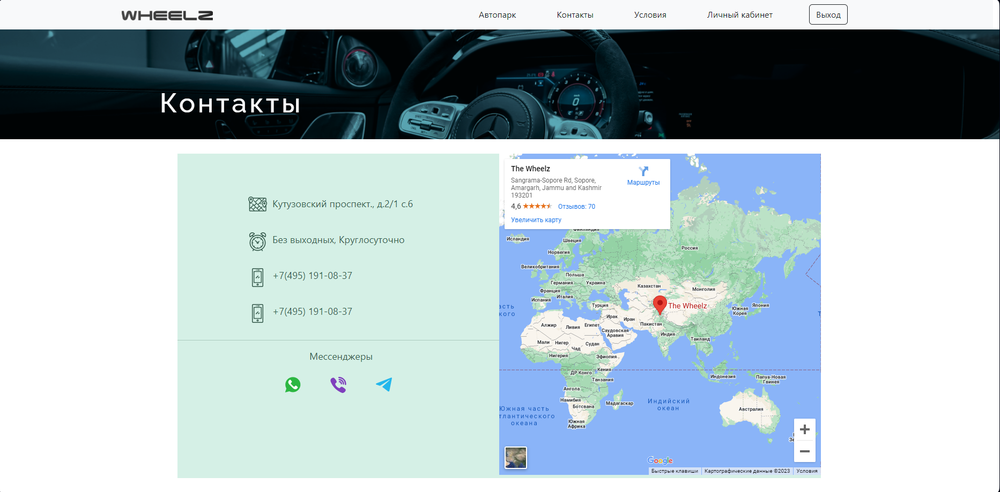 WHEELZ
Автопарк
Контакты
Условия
Личный кабинет
Выход
Контакты
Кутузовский проспект., д.2/1 с.6
Без выходных, Круглосуточно
+7(495) 191-08-37
+7(495) 191-08-37
Мессенджеры
The Wheelz
Sangrama-Sopore Rd, Sopore,
Amargarh, Jammu and Kashmir
193201
Маршруты
4,6
Отзывов: 70
Увеличить карту
Финляндия
Исландия
Швеция
Россия
Норвегия
Великобритания
Польша
Германия
Украина
Казахстан
Франция
Италия
Монголия
Испания
Турция
The Wheelz
Япония
Южная
Корея
Ирак
Иран
Алжир
Ливия
Египет
Пакистан
Саудовская
Аравия
Индия
Таиланд
Мали
Нигер
Судан
Чад
Нигерия
Эфиопия
ДР Конго
Кения
Танзания
Индонезия
Папуа-Новая
Гвинея
Ангола
Намибия
Ботсвана
Мадагаскар
Индийский
океан
Австралия
Южная часть
тлантического
океана
Южная
Африка
Google
Быстрые клавиши
Картографические данные ©2023
Условия